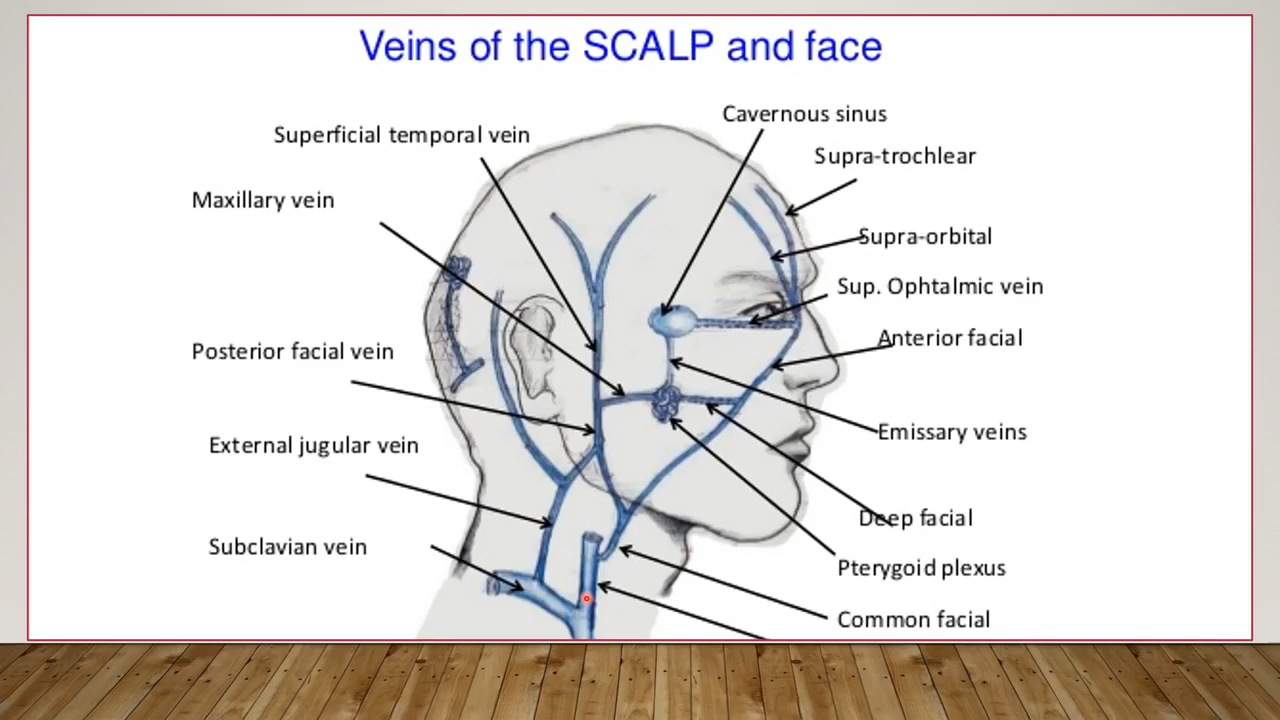 Veins of the SCALP and face
Cavernous sinus
Superficial temporal vein
Supra-trochlear
Maxillary vein
Supra-orbital
Sup. Ophtalmic vein
Anterior facial
Posterior facial vein
Emissary veins
External jugular vein
Deep facial
Subclavian vein
Pterygoid plexus
Common facial